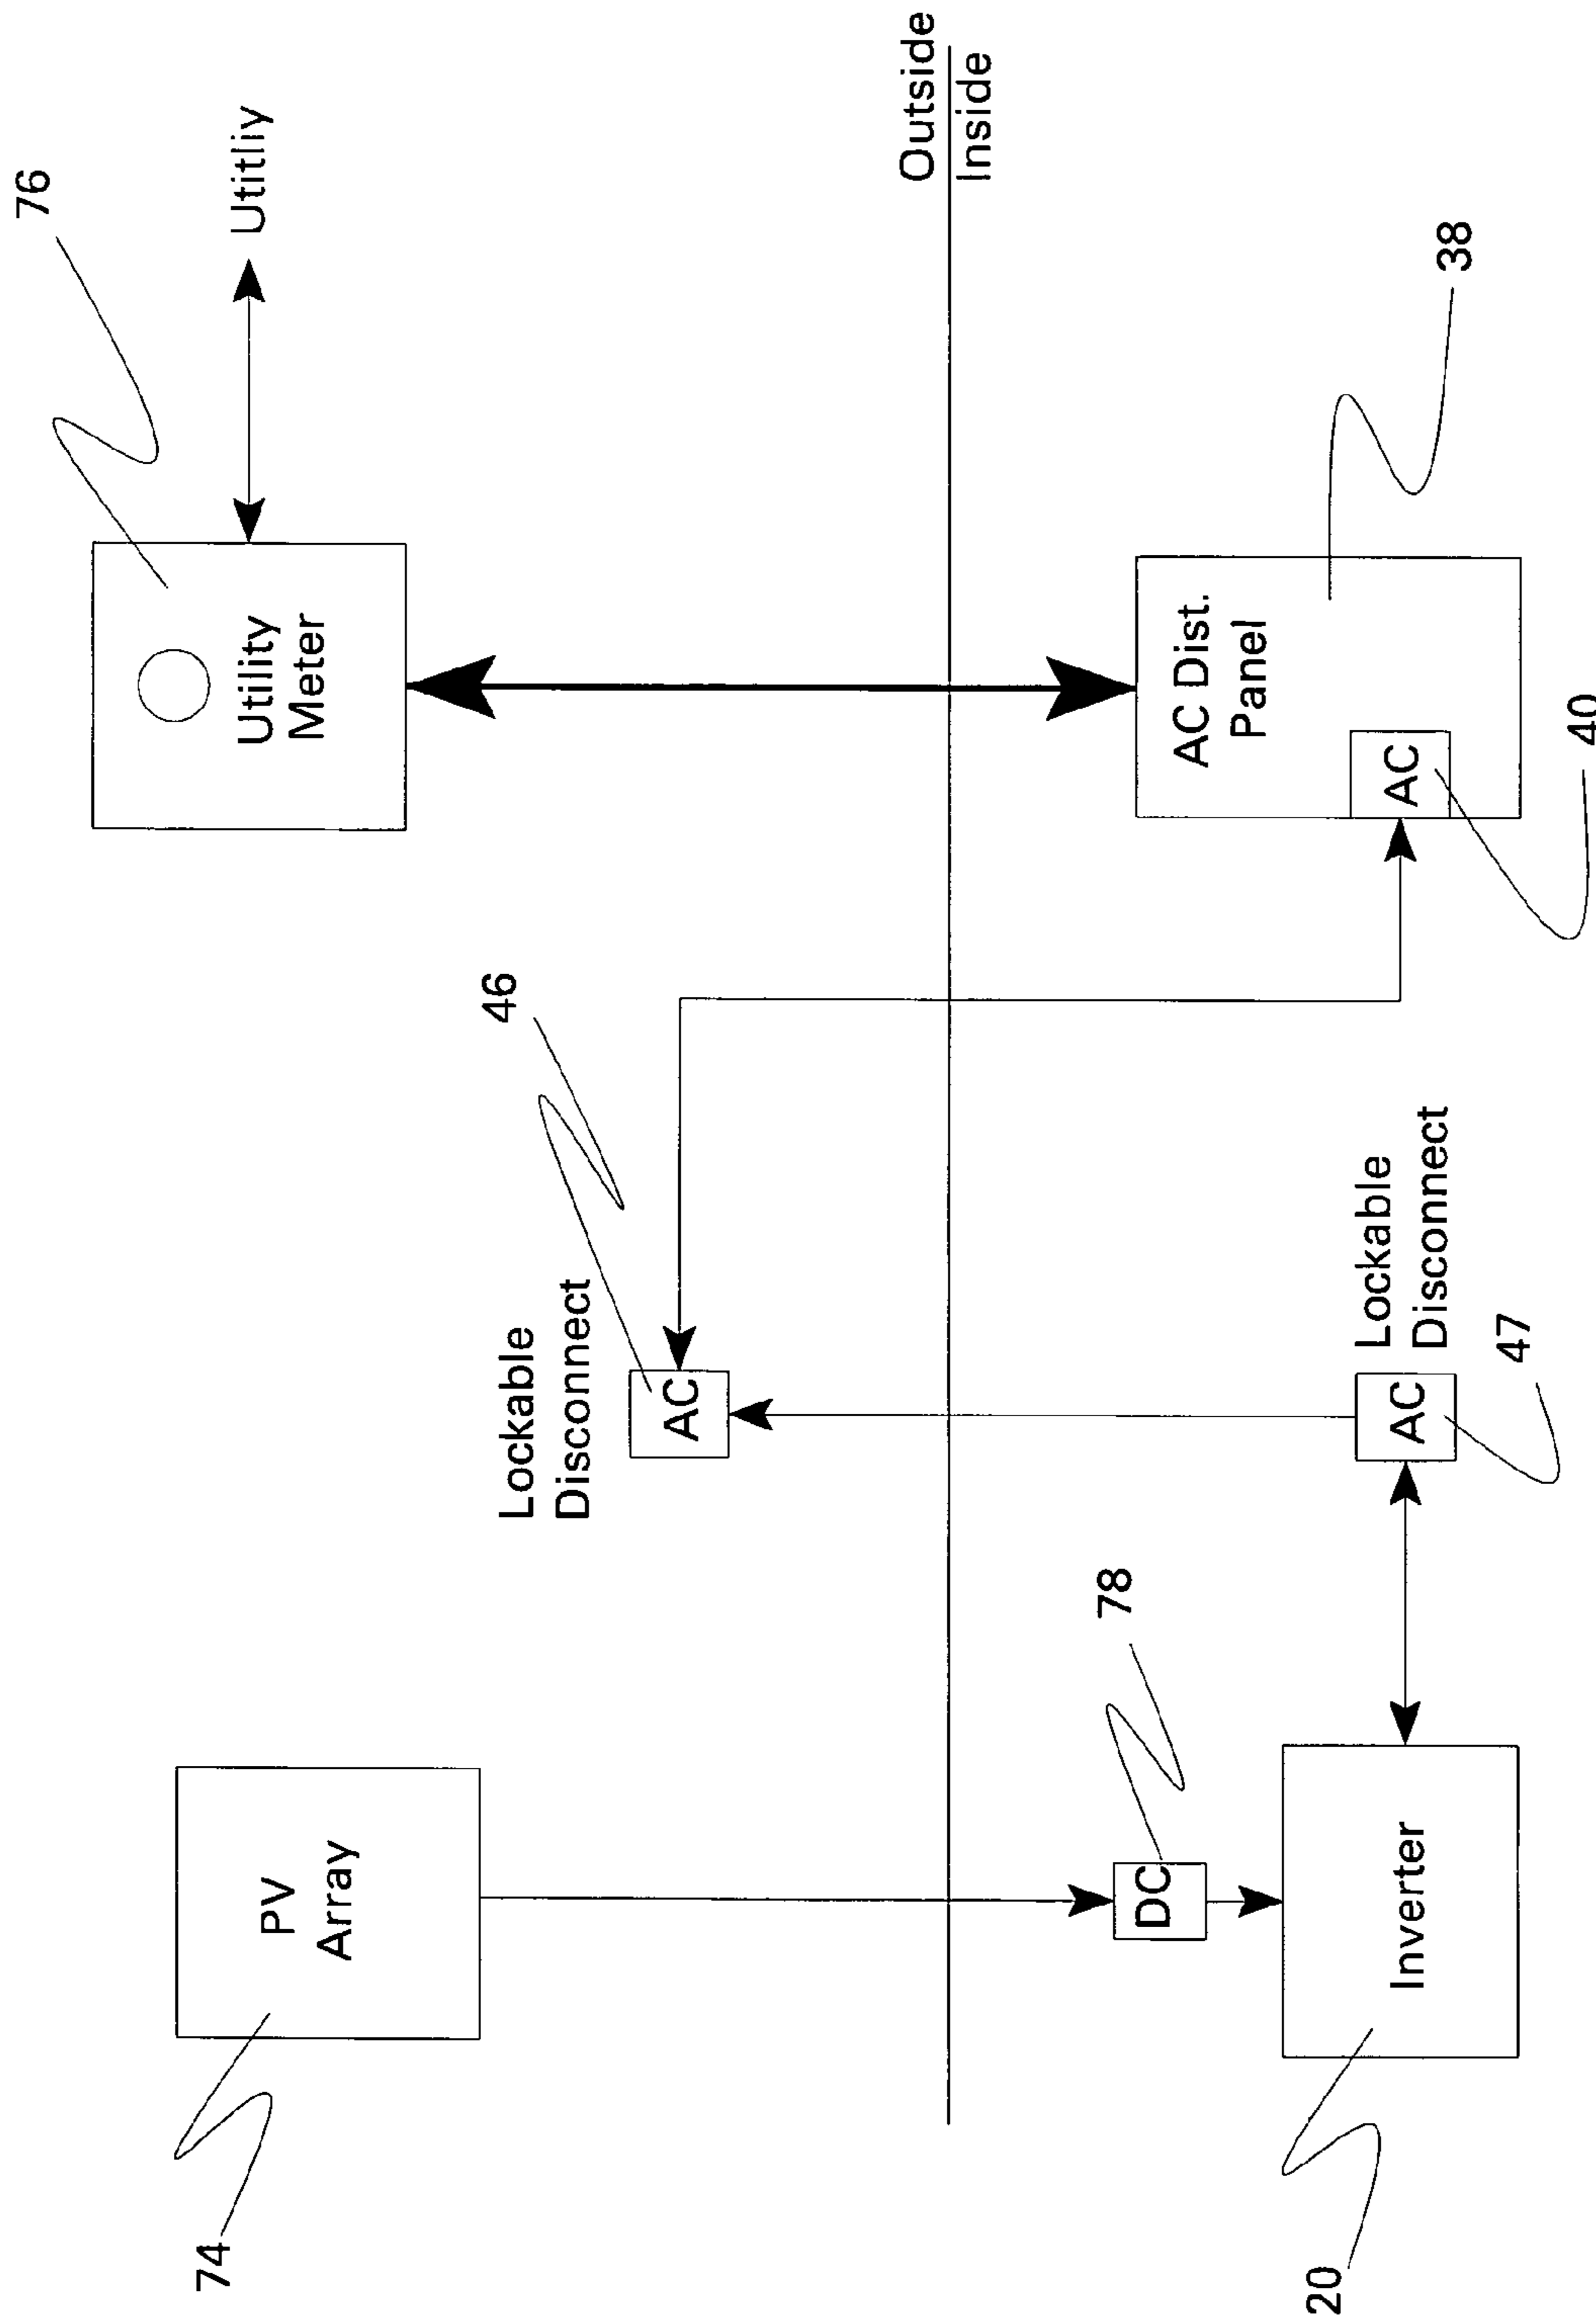 76
Utitliy
Utility
Meter
PV
Array
74
46
Lockable
Disconnect
AC
Outside
Inside
78
DC
Inverter
20
Lockable
Disconnect
AC
47
AC Dist.
Panel
AC
38
40